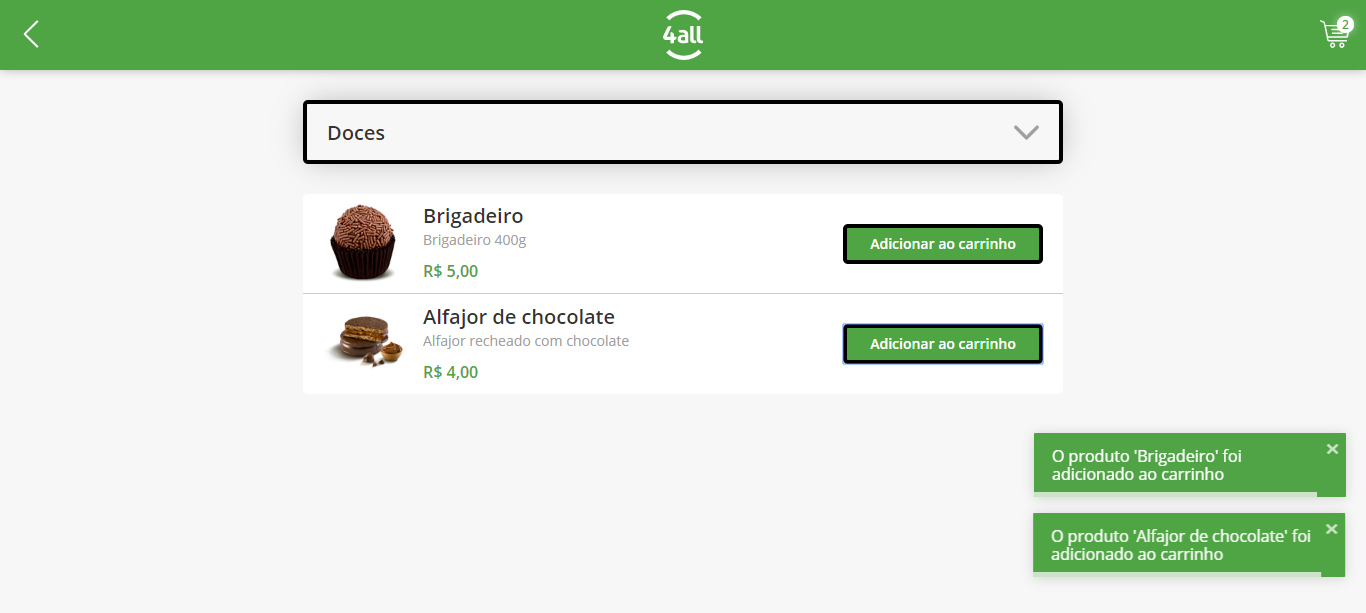 4all
2
Doces
Brigadeiro
Brigadeiro 400g
R$ 5,00
Adicionar ao carrinho
Alfajor de chocolate
Alfajor recheado com chocolate
R$ 4,00
Adicionar ao carrinho
O produto 'Brigadeiro' foi
adicionado ao carrinho
O produto 'Alfajor de chocolate' foi
adicionado ao carrinho